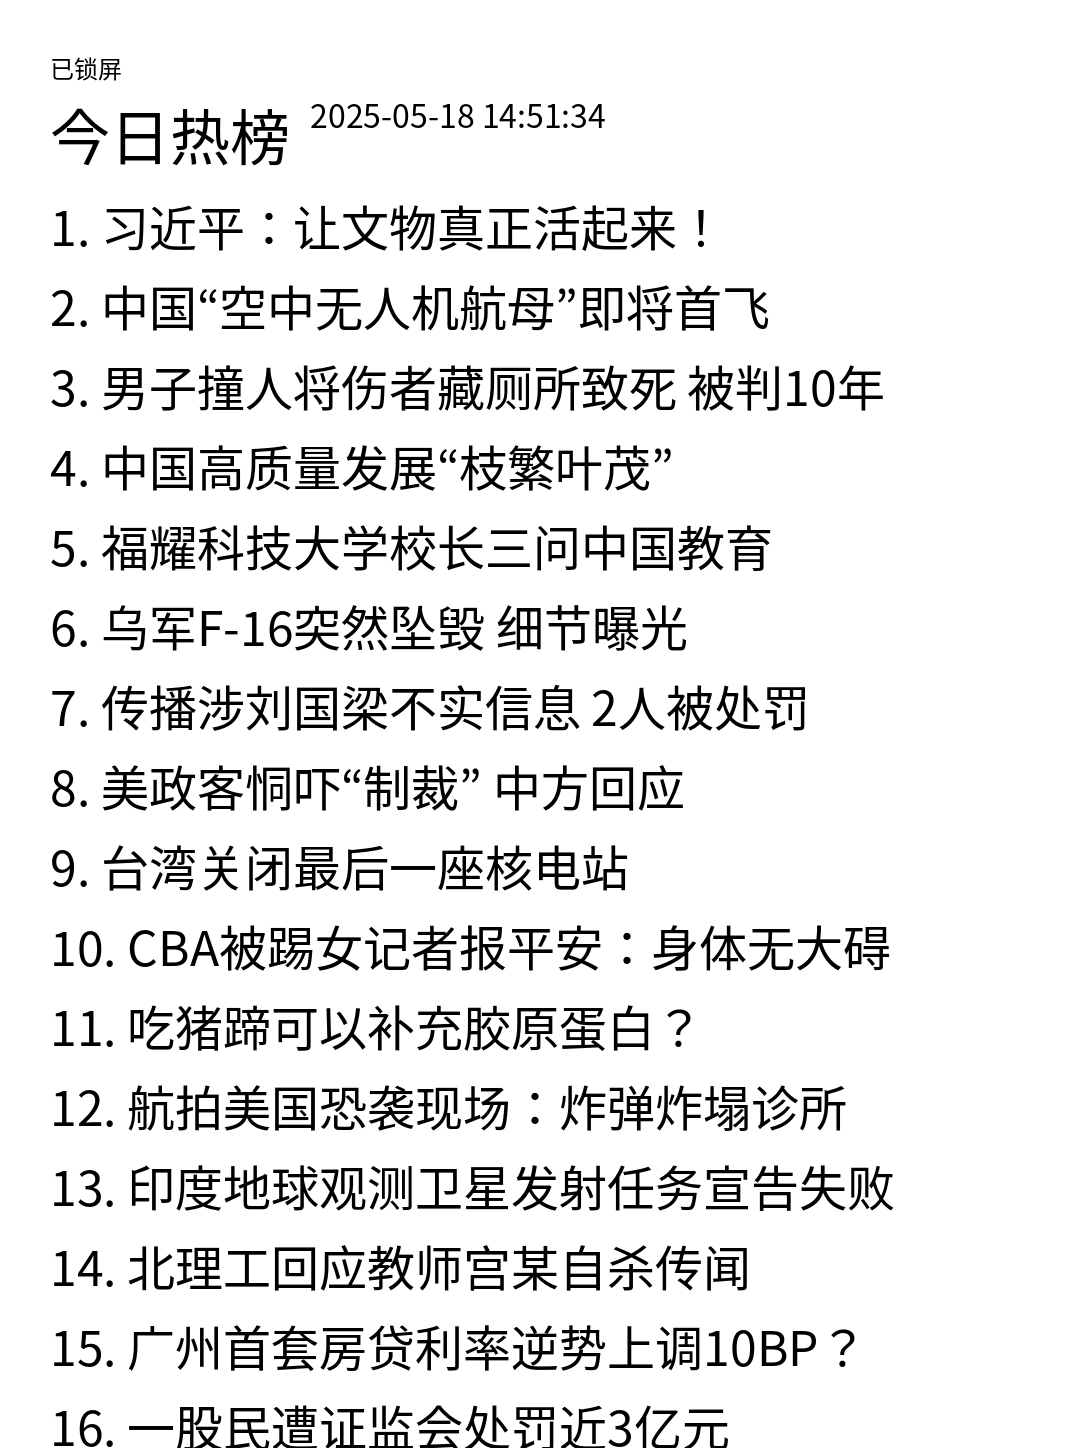 已锁屏
今日热榜 2025-05-18 14:51:34
1. 习近平：让文物真正活起来！
2. 中国“空中无人机航母”即将首飞
3. 男子撞人将伤者藏厕所致死 被判10年
4. 中国高质量发展“枝繁叶茂”
5. 福耀科技大学校长三问中国教育
6. 乌军F-16突然坠毁 细节曝光
7. 传播涉刘国梁不实信息 2人被处罚
8. 美政客恫吓“制裁” 中方回应
9. 台湾关闭最后一座核电站
10. CBA被踢女记者报平安：身体无大碍
11. 吃猪蹄可以补充胶原蛋白？
12. 航拍美国恐袭现场：炸弹炸塌诊所
13. 印度地球观测卫星发射任务宣告失败
14. 北理工回应教师宫某自杀传闻
15. 广州首套房贷利率逆势上调10BP？
16. 一股民遭证监会处罚近3亿元